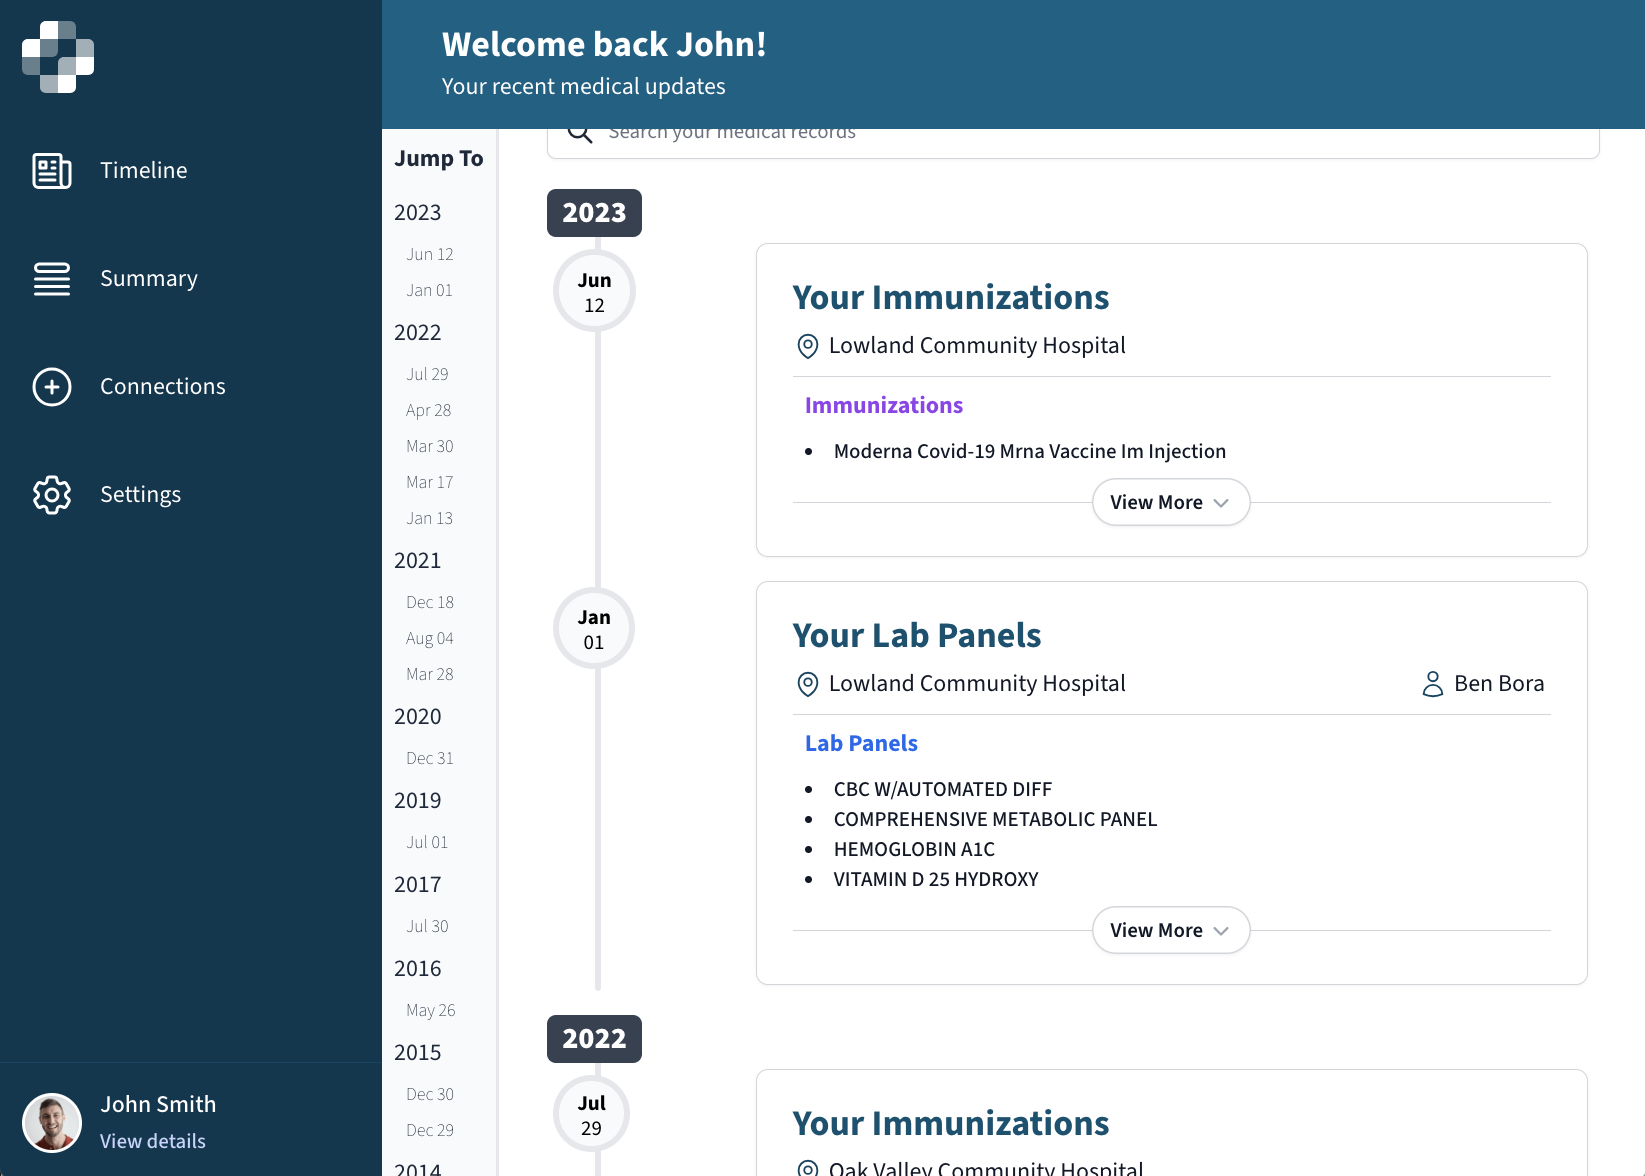 Welcome back John!
Your recent medical updates
Timeline
Summary
Connections
Settings
John Smith
View details
Jump To
2023
Jun 12
Jan 01
2022
Jul 29
Apr 28
Mar 30
Mar 17
Jan 13
2021
Dec 18
Aug 04
Mar 28
2020
Dec 31
2019
Jul 01
2017
Jul 30
2016
May 26
2015
Dec 30
Dec 29
2014
Search your medical records
2023
Jun
12
Your Immunizations
Lowland Community Hospital
Immunizations
• Moderna Covid-19 Mrna Vaccine Im Injection
View More
Jan
01
Your Lab Panels
Lowland Community Hospital
Ben Bora
Lab Panels
• CBC W/AUTOMATED DIFF
• COMPREHENSIVE METABOLIC PANEL
• HEMOGLOBIN A1C
• VITAMIN D 25 HYDROXY
View More
2022
Jul
29
Your Immunizations
Oak Valley Community Hospital